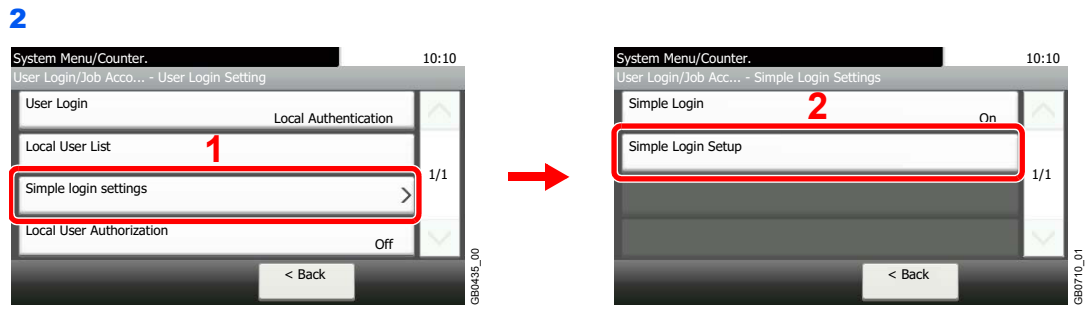 2
System Menu/Counter.
10:10
User Login/Job Acco... - User Login Setting
User Login
Local Authentication
Local User List
1
Simple login settings
1/1
Local User Authorization
Off
< Back
GB0435_00
System Menu/Counter.
10:10
User Login/Job Acc... - Simple Login Settings
Simple Login
2
On
Simple Login Setup
1/1
< Back
GB0710_01